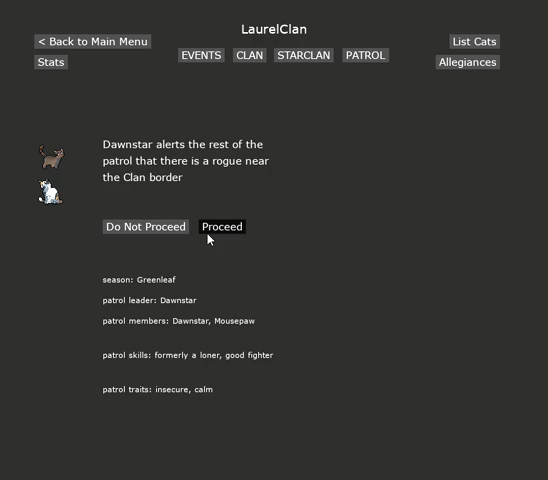 LaurelClan
< Back to Main Menu
List Cats
Stats
EVENTS
CLAN
STARCLAN
PATROL
Allegiances
Dawnstar alerts the rest of the
patrol that there is a rogue near
the Clan border
Do Not Proceed
Proceed
season: Greenleaf
patrol leader: Dawnstar
patrol members: Dawnstar, Mousepaw
patrol skills: formerly a loner, good fighter
patrol traits: insecure, calm